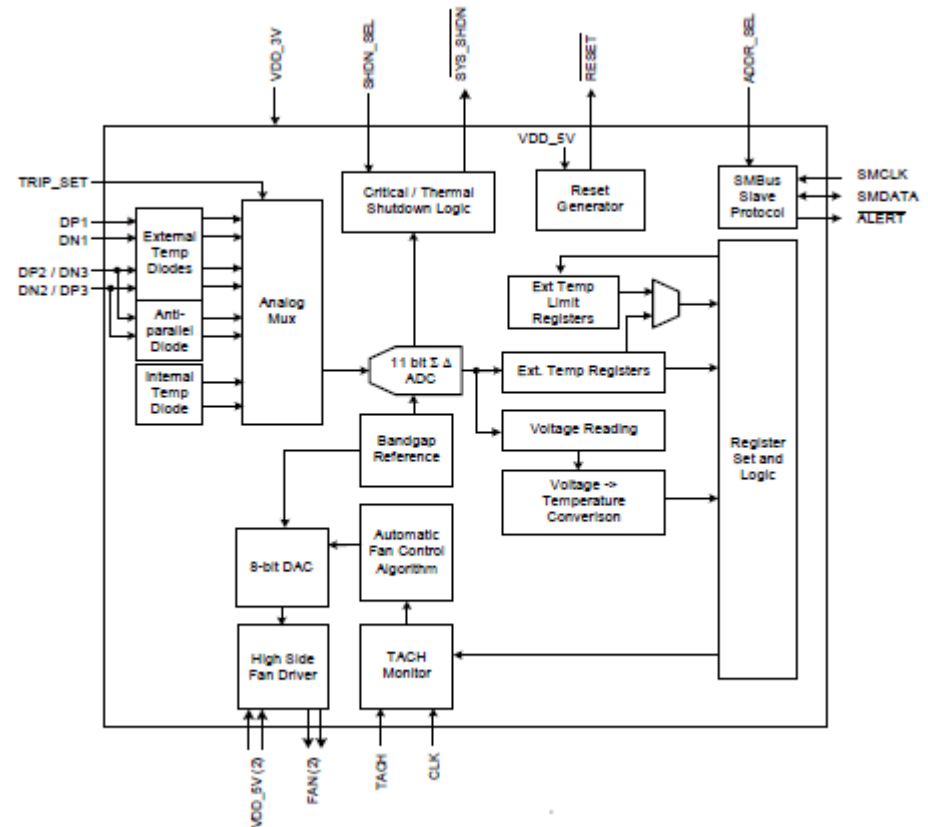 VDD_3V
SHDN_SEL
SYS_SHDN
RESET
ADDR_SEL
VDD_5V
TRIP_SET
Critical / Thermal
Shutdown Logic
Reset
Generator
SMBus
Slave
Protocol
SMCLK
SMDATA
ALERT
DP1
DN1
DP2 / DN3
DN2 / DP3
External
Temp
Diodes
Anti-
parallel
Diode
Internal
Temp
Diode
Analog
Mux
Ext Temp
Limit
Registers
11 bit Σ Δ
ADC
Ext. Temp Registers
Bandgap
Reference
Voltage Reading
Voltage ->
Temperature
Converison
Register
Set and
Logic
8-bit DAC
Automatic
Fan Control
Algorithm
High Side
Fan Driver
TACH
Monitor
VDD_5V (2)
FAN (2)
TACH
CLK